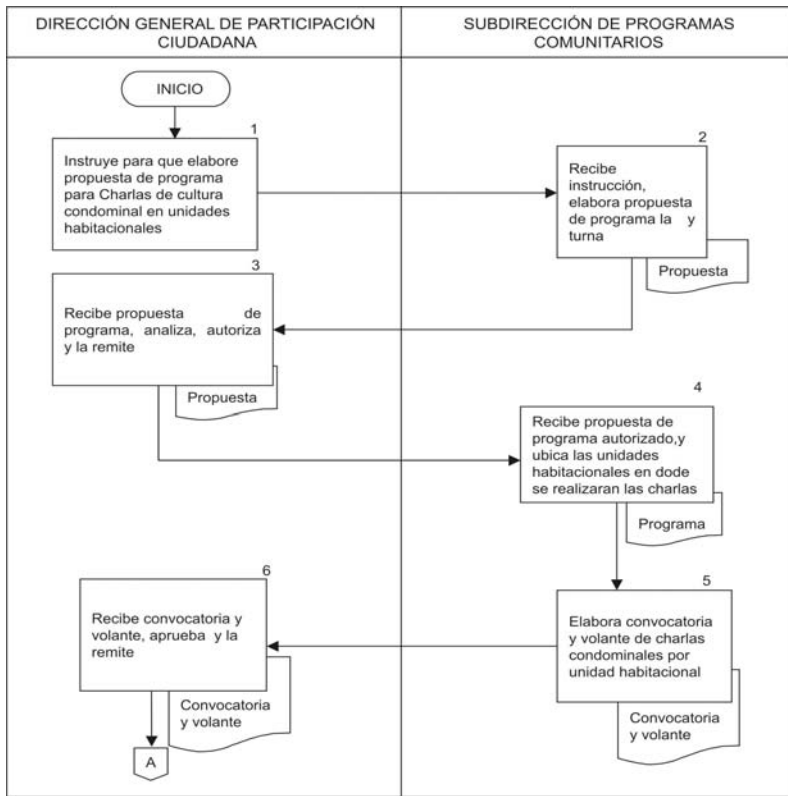 DIRECCIÓN GENERAL DE PARTICIPACIÓN
CIUDADANA
SUBDIRECCIÓN DE PROGRAMAS
COMUNITARIOS
INICIO
1
Instruye para que elabore
propuesta de programa
para Charlas de cultura
condominal en unidades
habitacionales
2
Recibe
instrucción,
elabora propuesta
de programa la y
turna
Propuesta
3
Recibe propuesta de
programa, analiza, autoriza
y la remite
Propuesta
4
Recibe propuesta de
programa autorizado,y
ubica las unidades
habitacionales en dode
se realizaran las charlas
Programa
5
Elabora convocatoria
y volante de charlas
condominales por
unidad habitacional
Convocatoria
y volante
6
Recibe convocatoria y
volante, aprueba y la
remite
Convocatoria
y volante
A